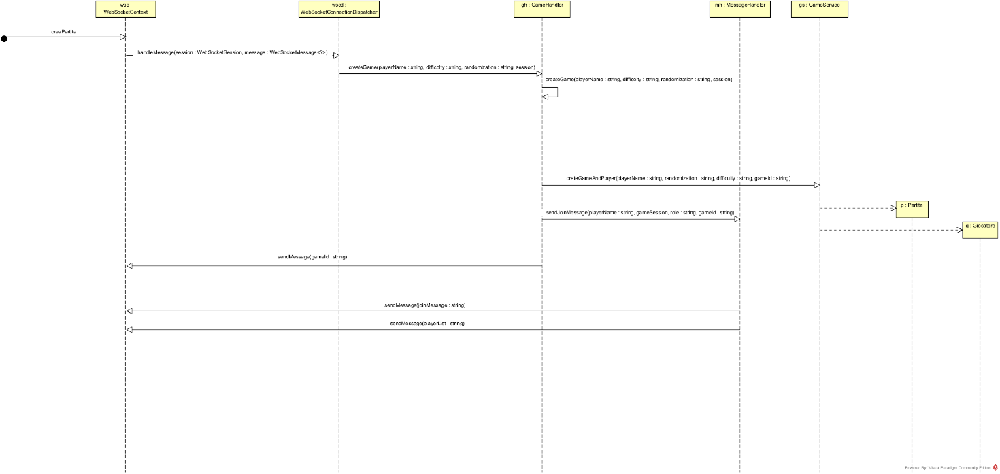 wsc :
WebSocketContext
wscd :
WebSocketConnectionDispatcher
gh : GameHandler
mh : MessageHandler
gs : GameService
creaPartita
handleMessage(session : WebSocketSession, message : WebSocketMessage<?>)
createGame(playerName : string, difficolty : string, randomization : string, session)
createGame(playerName : string, difficolty : string, randomization : string, session)
creteGameAndPlayer(playerName : string, randomization : string, difficulty : string, gameId : string)
p : Partita
sendJoinMessage(playerName : string, gameSession, role : string, gameId : string)
g : Giocatore
sendMessage(gameId : string)
sendMessage(joinMessage : string)
sendMessage(playerList : string)
Powered By Visual Paradigm Community Edition